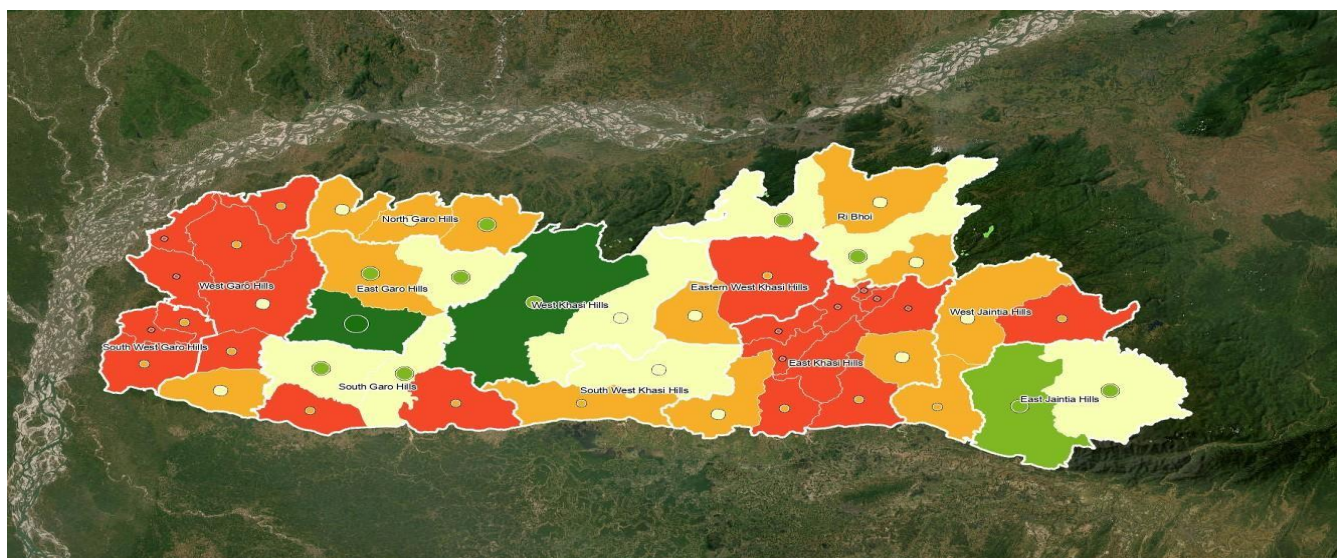 Ri Bhoi
North Garo Hills
West Garo Hills
East Garo Hills
Eastern West Khasi Hills
West Khasi Hills
West Jaintia Hills
South West Garo Hills
East Khasi Hills
South Garo Hills
South West Khasi Hills
East Jaintia Hills